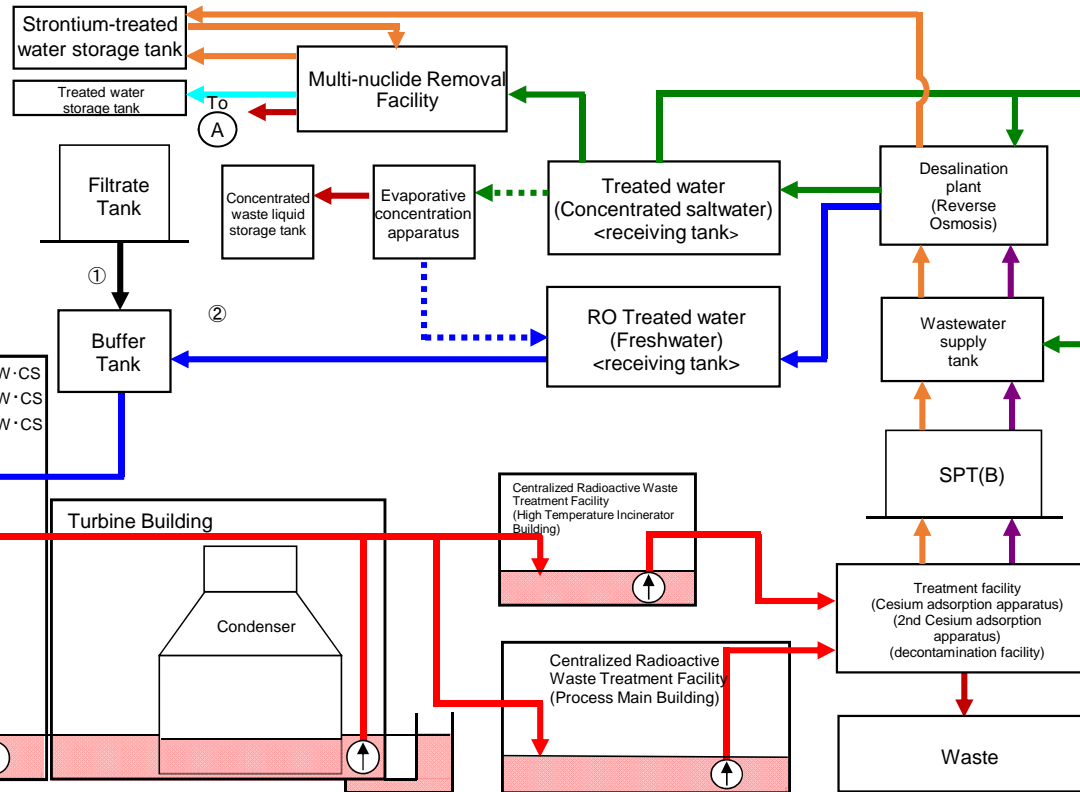 Strontium-treated
water storage tank
Treated water
storage tank
To
A
Multi-nuclide Removal
Facility
Filtrate
Tank
①
②
Buffer
Tank
Concentrated
waste liquid
storage tank
Evaporative
concentration
apparatus
Treated water
(Concentrated saltwater)
<receiving tank>
RO Treated water
(Freshwater)
<receiving tank>
Desalination
plant
(Reverse
Osmosis)
Wastewater
supply
tank
SPT(B)
W・CS
W・CS
W・CS
Turbine Building
Condenser
Centralized Radioactive Waste
Treatment Facility
(High Temperature Incinerator
Building)
Centralized Radioactive
Waste Treatment Facility
(Process Main Building)
Treatment facility
(Cesium adsorption apparatus)
(2nd Cesium adsorption
apparatus)
(decontamination facility)
Waste